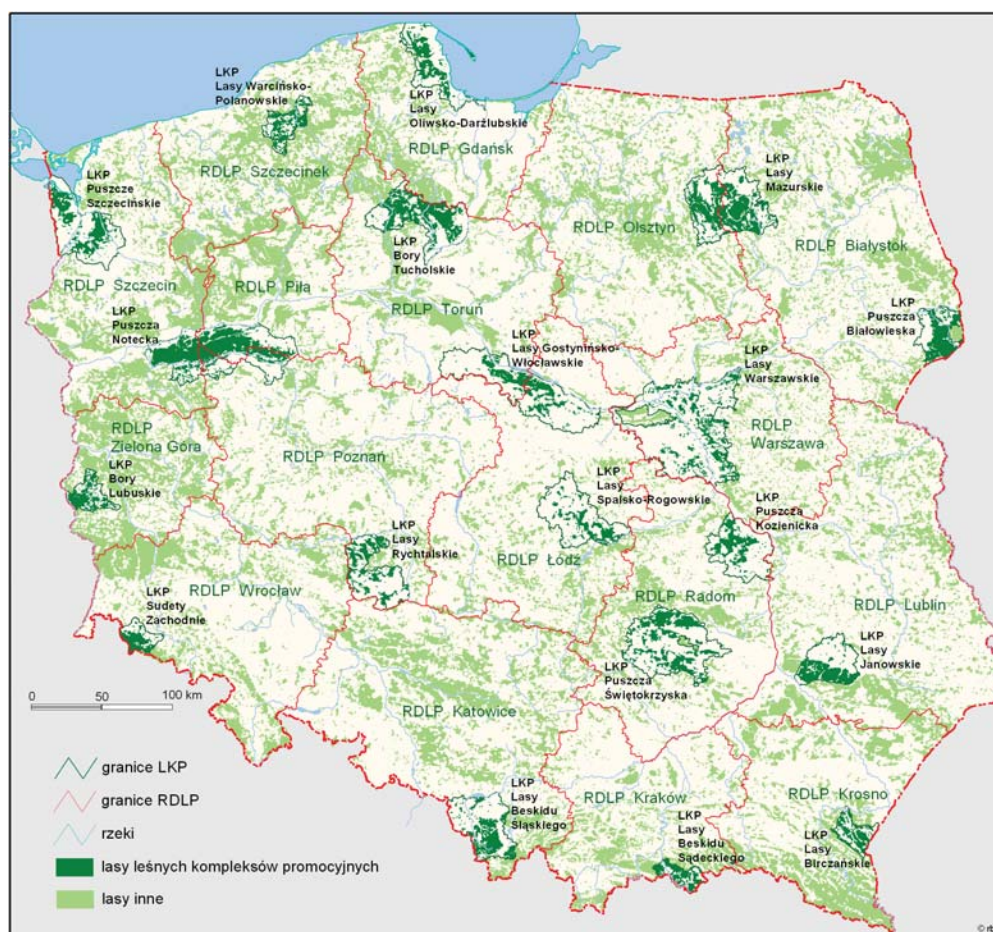 LKP
Lasy Warcińsko-
Polanowskie
LKP
Lasy
Oliwsko-Darżlubskie
RDLP Gdańsk
RDLP Szczecinek
LKP
Puszcze
Szczecińskie
LKP
Lasy
Mazurskie
RDLP Olsztyn
RDLP Białystok
LKP
Bory
Tucholskie
RDLP Szczecin
RDLP Piła
RDLP Toruń
LKP
Puszcza
Notecka
LKP
Puszcza
Białowieska
LKP
Lasy Gostynińsko-
Włocławskie
LKP
Lasy
Warszawskie
RDLP
Zielona Góra
RDLP
Warszawa
RDLP Poznań
LKP
Bory
Lubuskie
LKP
Lasy
Spalsko-Rogowskie
LKP
Puszcza
Kozienicka
LKP
Lasy
Rychtalskie
RDLP Łódź
RDLP Wrocław
RDLP Radom
RDLP Lublin
LKP
Sudety
Zachodnie
LKP
Lasy
Janowskie
LKP
Puszcza
Świętokrzyska
0 50 100 km
RDLP Katowice
granice LKP
granice RDLP
rzeki
lasy leśnych kompleksów promocyjnych
lasy inne
LKP
Lasy
Beskidu
Śląskiego
RDLP Kraków
RDLP Krosno
LKP
Lasy
Beskidu
Sądeckiego
LKP
Lasy
Birczańskie